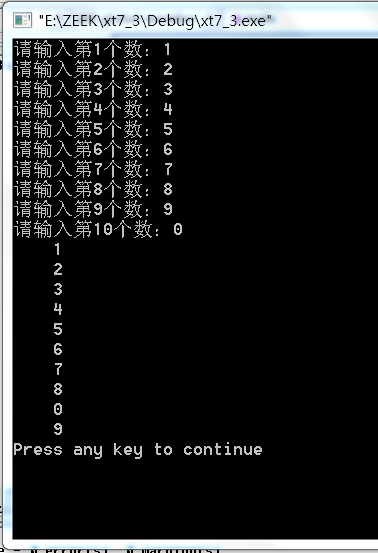 "E:\ZEEK\xt7_3\Debug\xt7_3.exe"
请输入第1个数：1
请输入第2个数：2
请输入第3个数：3
请输入第4个数：4
请输入第5个数：5
请输入第6个数：6
请输入第7个数：7
请输入第8个数：8
请输入第9个数：9
请输入第10个数：0
1
2
3
4
5
6
7
8
0
9
Press any key to continue